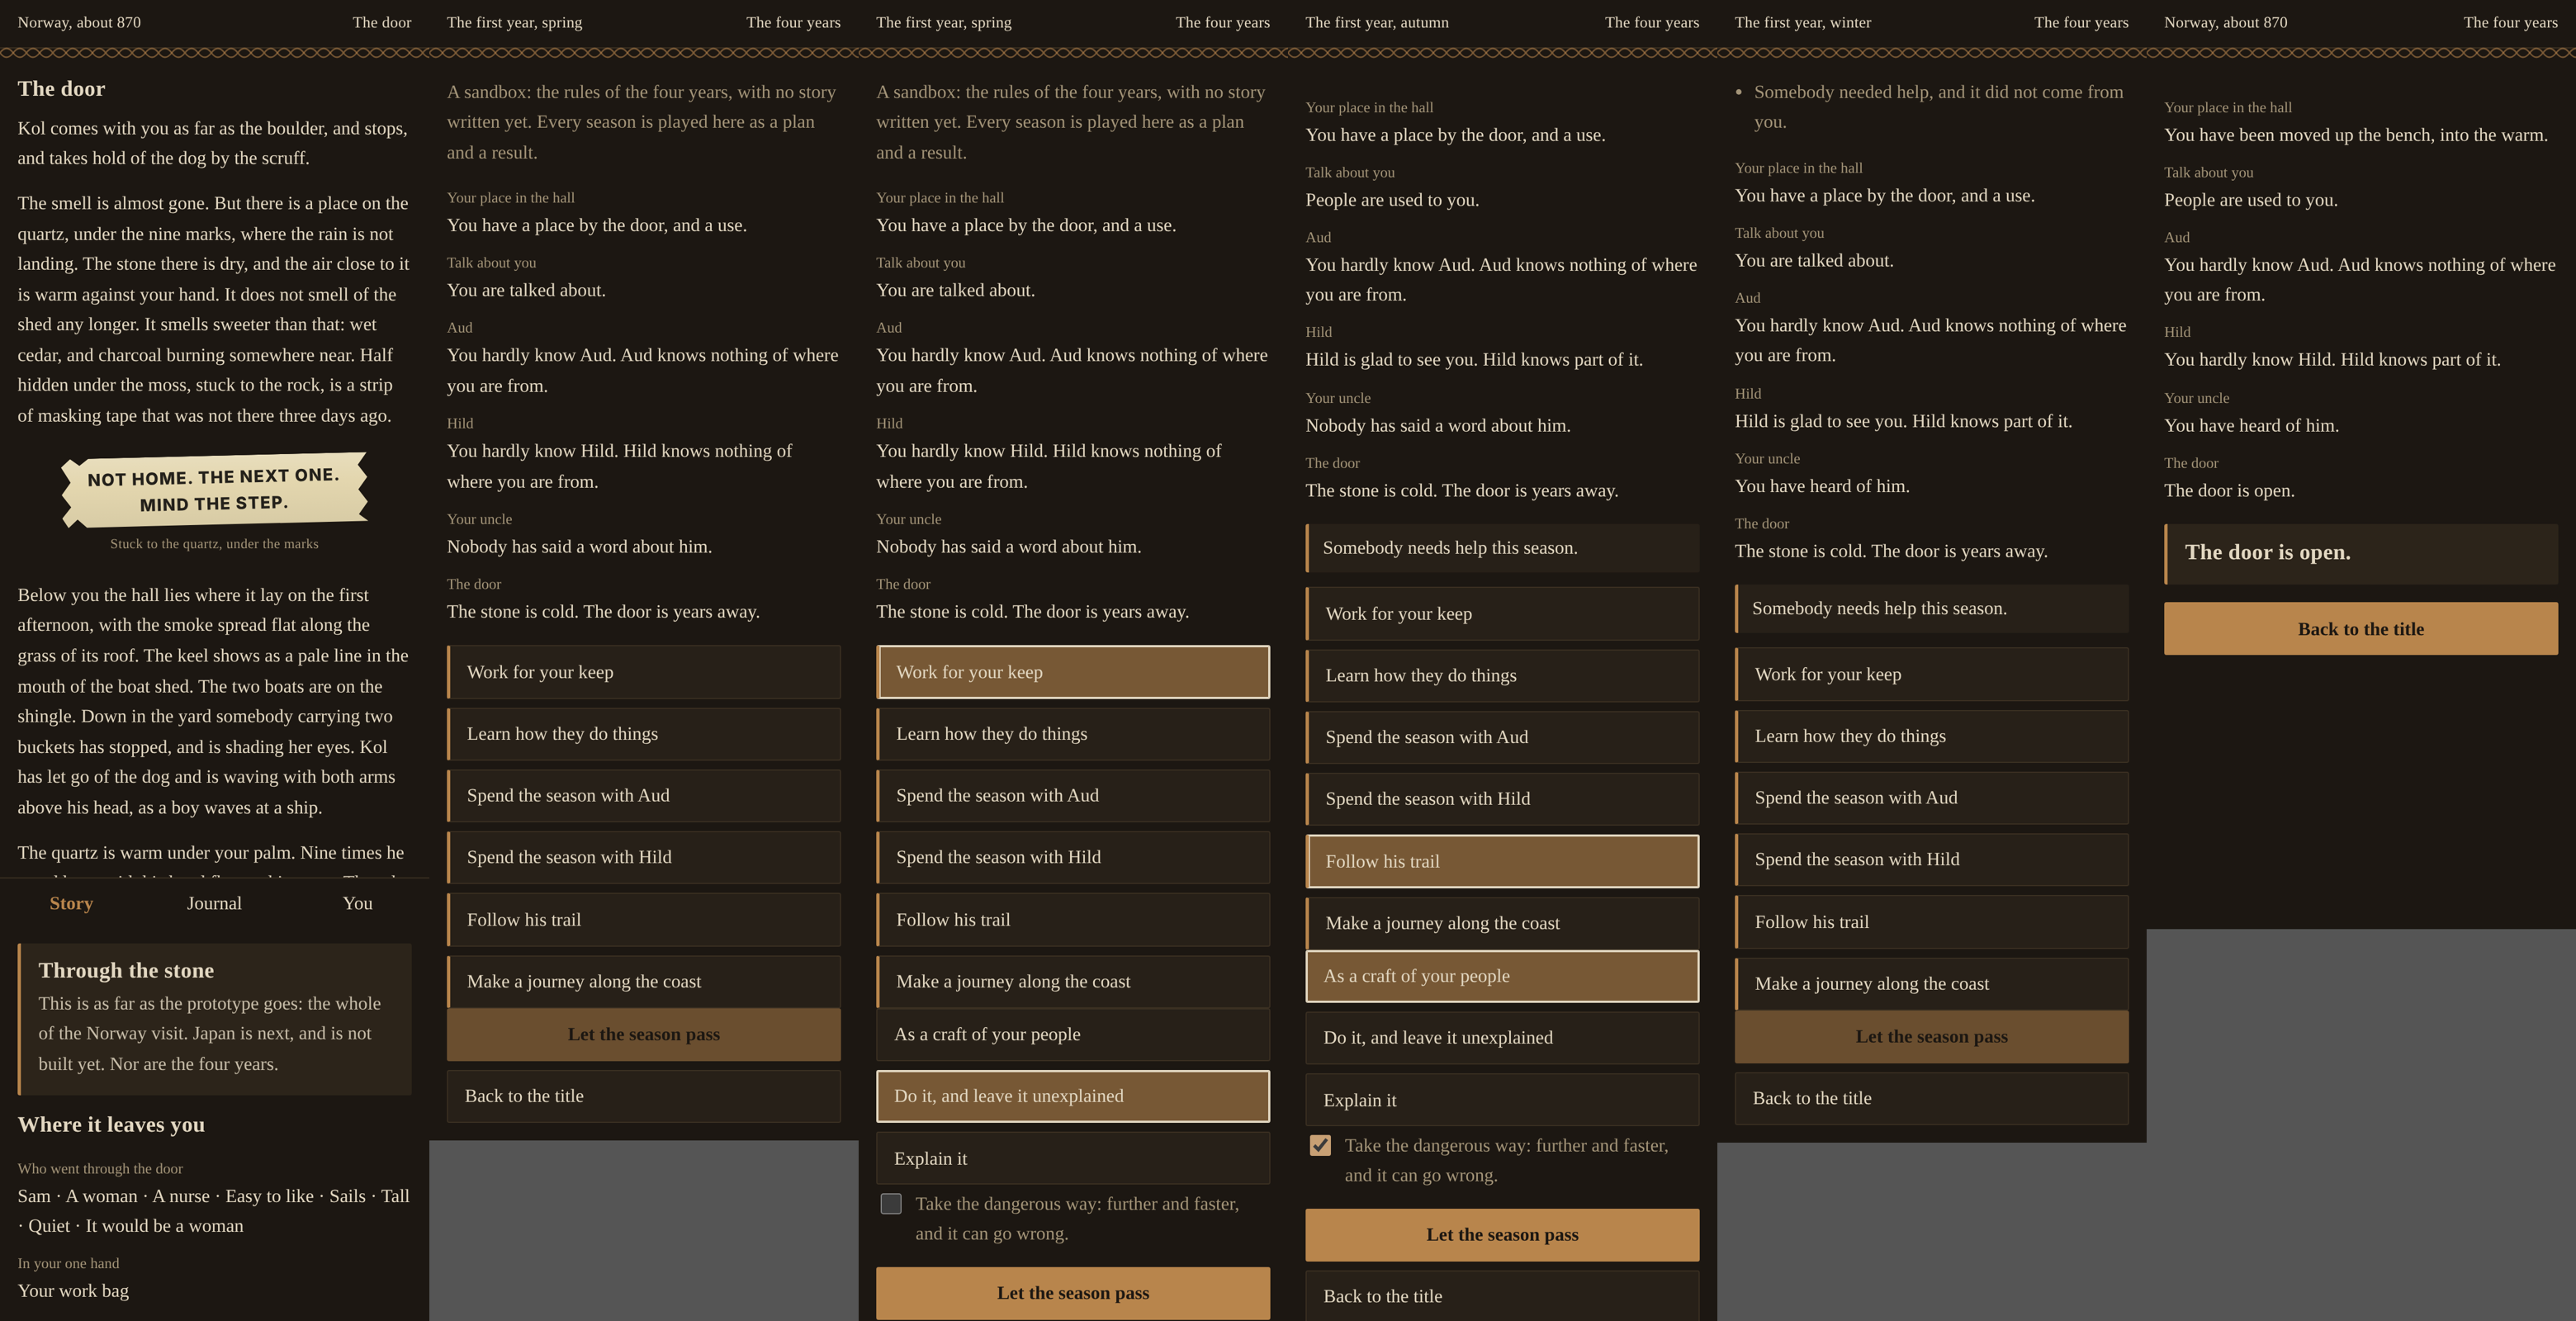 Norway, about 870
The door
The door
Kol comes with you as far as the boulder, and stops,
and takes hold of the dog by the scruff.
The smell is almost gone. But there is a place on the
quartz, under the nine marks, where the rain is not
landing. The stone there is dry, and the air close to it
is warm against your hand. It does not smell of the
shed any longer. It smells sweeter than that: wet
cedar, and charcoal burning somewhere near. Half
hidden under the moss, stuck to the rock, is a strip
of masking tape that was not there three days ago.
NOT HOME. THE NEXT ONE.
MIND THE STEP.
Stuck to the quartz, under the marks
Below you the hall lies where it lay on the first
afternoon, with the smoke spread flat along the
grass of its roof. The keel shows as a pale line in the
mouth of the boat shed. The two boats are on the
shingle. Down in the yard somebody carrying two
buckets has stopped, and is shading her eyes. Kol
has let go of the dog and is waving with both arms
above his head, as a boy waves at a ship.
The quartz is warm under your palm. Nine times he
Story
Journal
You
Through the stone
This is as far as the prototype goes: the whole
of the Norway visit. Japan is next, and is not
built yet. Nor are the four years.
Where it leaves you
Who went through the door
Sam · A woman · A nurse · Easy to like · Sails · Tall
· Quiet · It would be a woman
In your one hand
Your work bag
The first year, spring
The four years
A sandbox: the rules of the four years, with no story
written yet. Every season is played here as a plan
and a result.
Your place in the hall
You have a place by the door, and a use.
Talk about you
You are talked about.
Aud
You hardly know Aud. Aud knows nothing of where
you are from.
Hild
You hardly know Hild. Hild knows nothing of
where you are from.
Your uncle
Nobody has said a word about him.
The door
The stone is cold. The door is years away.
Work for your keep
Learn how they do things
Spend the season with Aud
Spend the season with Hild
Follow his trail
Make a journey along the coast
Let the season pass
Back to the title
The first year, spring
The four years
A sandbox: the rules of the four years, with no story
written yet. Every season is played here as a plan
and a result.
Your place in the hall
You have a place by the door, and a use.
Talk about you
You are talked about.
Aud
You hardly know Aud. Aud knows nothing of where
you are from.
Hild
You hardly know Hild. Hild knows nothing of
where you are from.
Your uncle
Nobody has said a word about him.
The door
The stone is cold. The door is years away.
Work for your keep
Learn how they do things
Spend the season with Aud
Spend the season with Hild
Follow his trail
Make a journey along the coast
As a craft of your people
Do it, and leave it unexplained
Explain it
Take the dangerous way: further and faster,
and it can go wrong.
Let the season pass
The first year, autumn
The four years
Your place in the hall
You have a place by the door, and a use.
Talk about you
People are used to you.
Aud
You hardly know Aud. Aud knows nothing of where
you are from.
Hild
Hild is glad to see you. Hild knows part of it.
Your uncle
Nobody has said a word about him.
The door
The stone is cold. The door is years away.
Somebody needs help this season.
Work for your keep
Learn how they do things
Spend the season with Aud
Spend the season with Hild
Follow his trail
Make a journey along the coast
As a craft of your people
Do it, and leave it unexplained
Explain it
Take the dangerous way: further and faster,
and it can go wrong.
Let the season pass
Back to the title
The first year, winter
The four years
• Somebody needed help, and it did not come from
you.
Your place in the hall
You have a place by the door, and a use.
Talk about you
You are talked about.
Aud
You hardly know Aud. Aud knows nothing of where
you are from.
Hild
Hild is glad to see you. Hild knows part of it.
Your uncle
You have heard of him.
The door
The stone is cold. The door is years away.
Somebody needs help this season.
Work for your keep
Learn how they do things
Spend the season with Aud
Spend the season with Hild
Follow his trail
Make a journey along the coast
Let the season pass
Back to the title
Norway, about 870
The four years
Your place in the hall
You have been moved up the bench, into the warm.
Talk about you
People are used to you.
Aud
You hardly know Aud. Aud knows nothing of where
you are from.
Hild
You hardly know Hild. Hild knows part of it.
Your uncle
You have heard of him.
The door
The door is open.
The door is open.
Back to the title